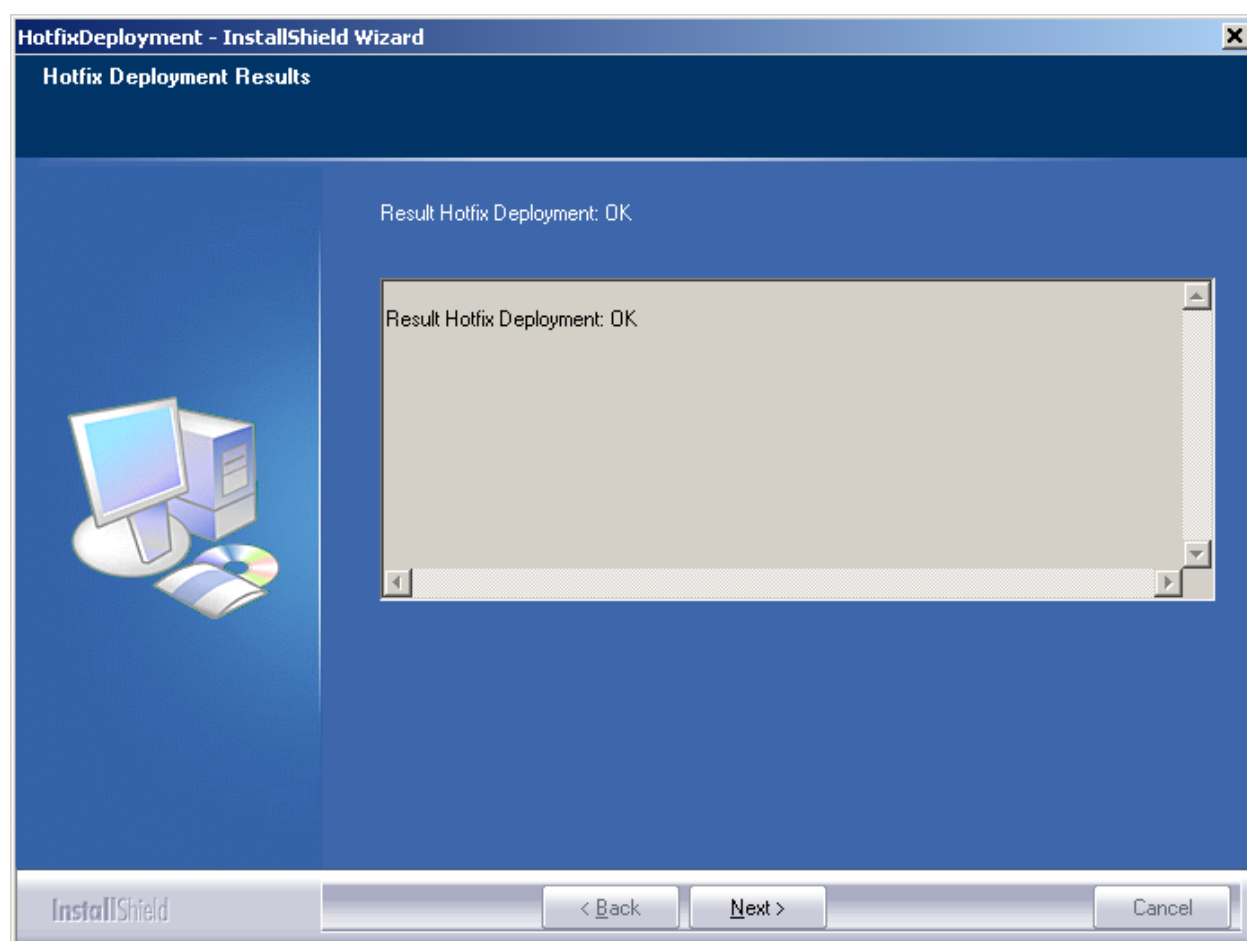 HotfixDeployment - InstallShield Wizard
Hotfix Deployment Results
Result Hotfix Deployment: OK
Result Hotfix Deployment: OK
InstallShield
< Back
Next >
Cancel